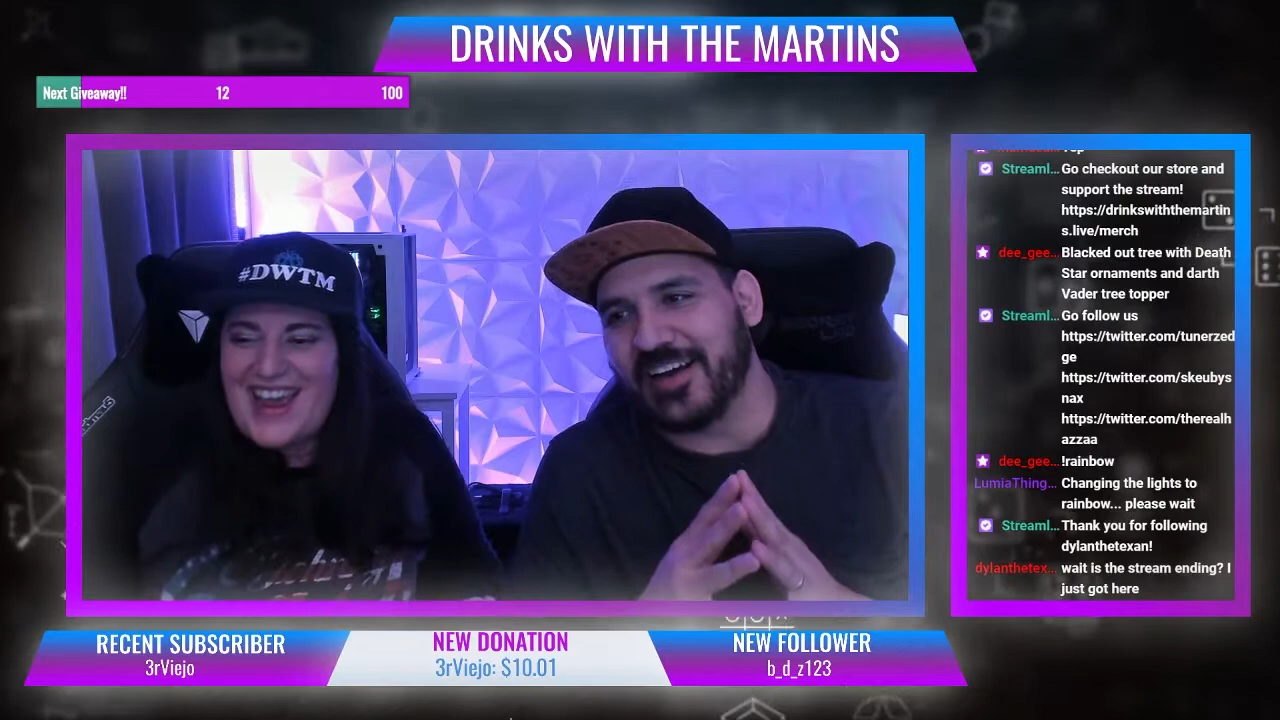 DRINKS WITH THE MARTINS
Next Giveaway!!
12
100
#DWTM
Streaml... Go checkout our store and
support the stream!
https://drinkswiththemartin
s.live/merch
dee_gee... Blacked out tree with Death
Star ornaments and darth
Vader tree topper
Streaml... Go follow us
https://twitter.com/tunerzed
ge
https://twitter.com/skeubys
nax
https://twitter.com/therealh
azzaa
dee_gee... !rainbow
LumiaThing... Changing the lights to
rainbow... please wait
Streaml... Thank you for following
dylanthetexan!
dylanthetex... wait is the stream ending? I
just got here
RECENT SUBSCRIBER
3rViejo
NEW DONATION
3rViejo: $10.01
NEW FOLLOWER
b_d_z123